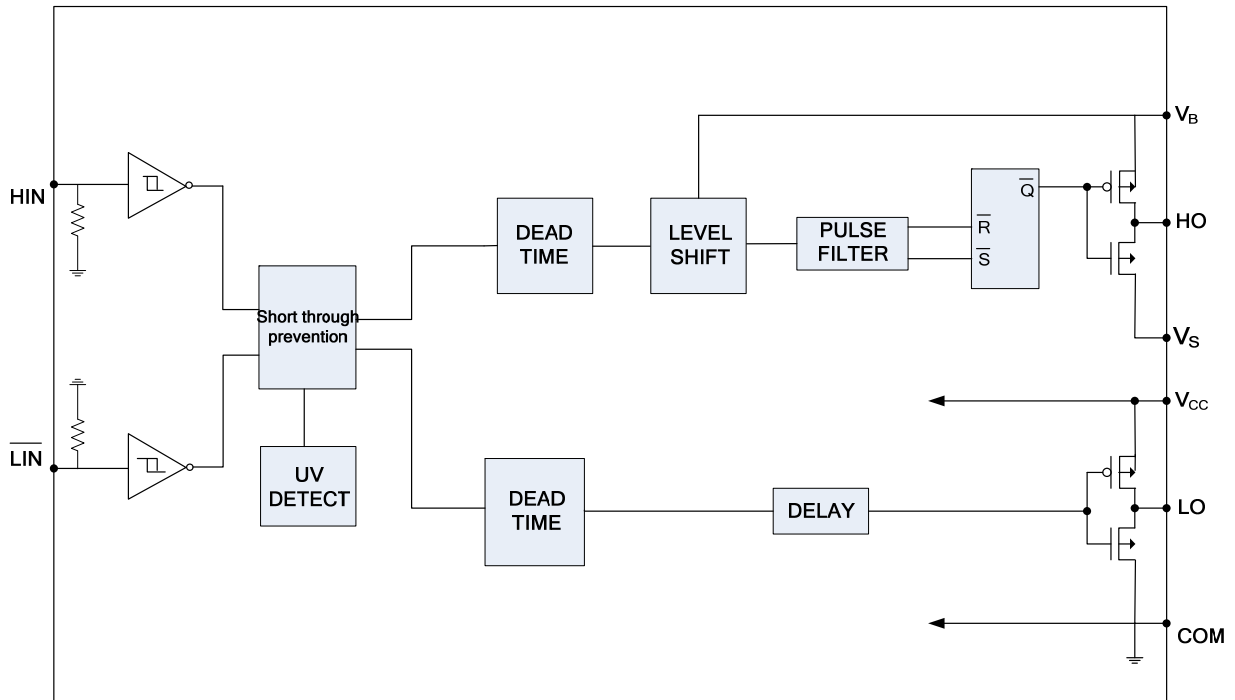 HIN
L̅I̅N̅
Short through
prevention
UV
DETECT
DEAD
TIME
LEVEL
SHIFT
PULSE
FILTER
R̅
S̅
Q̅
DEAD
TIME
DELAY
VB
HO
VS
VCC
LO
COM